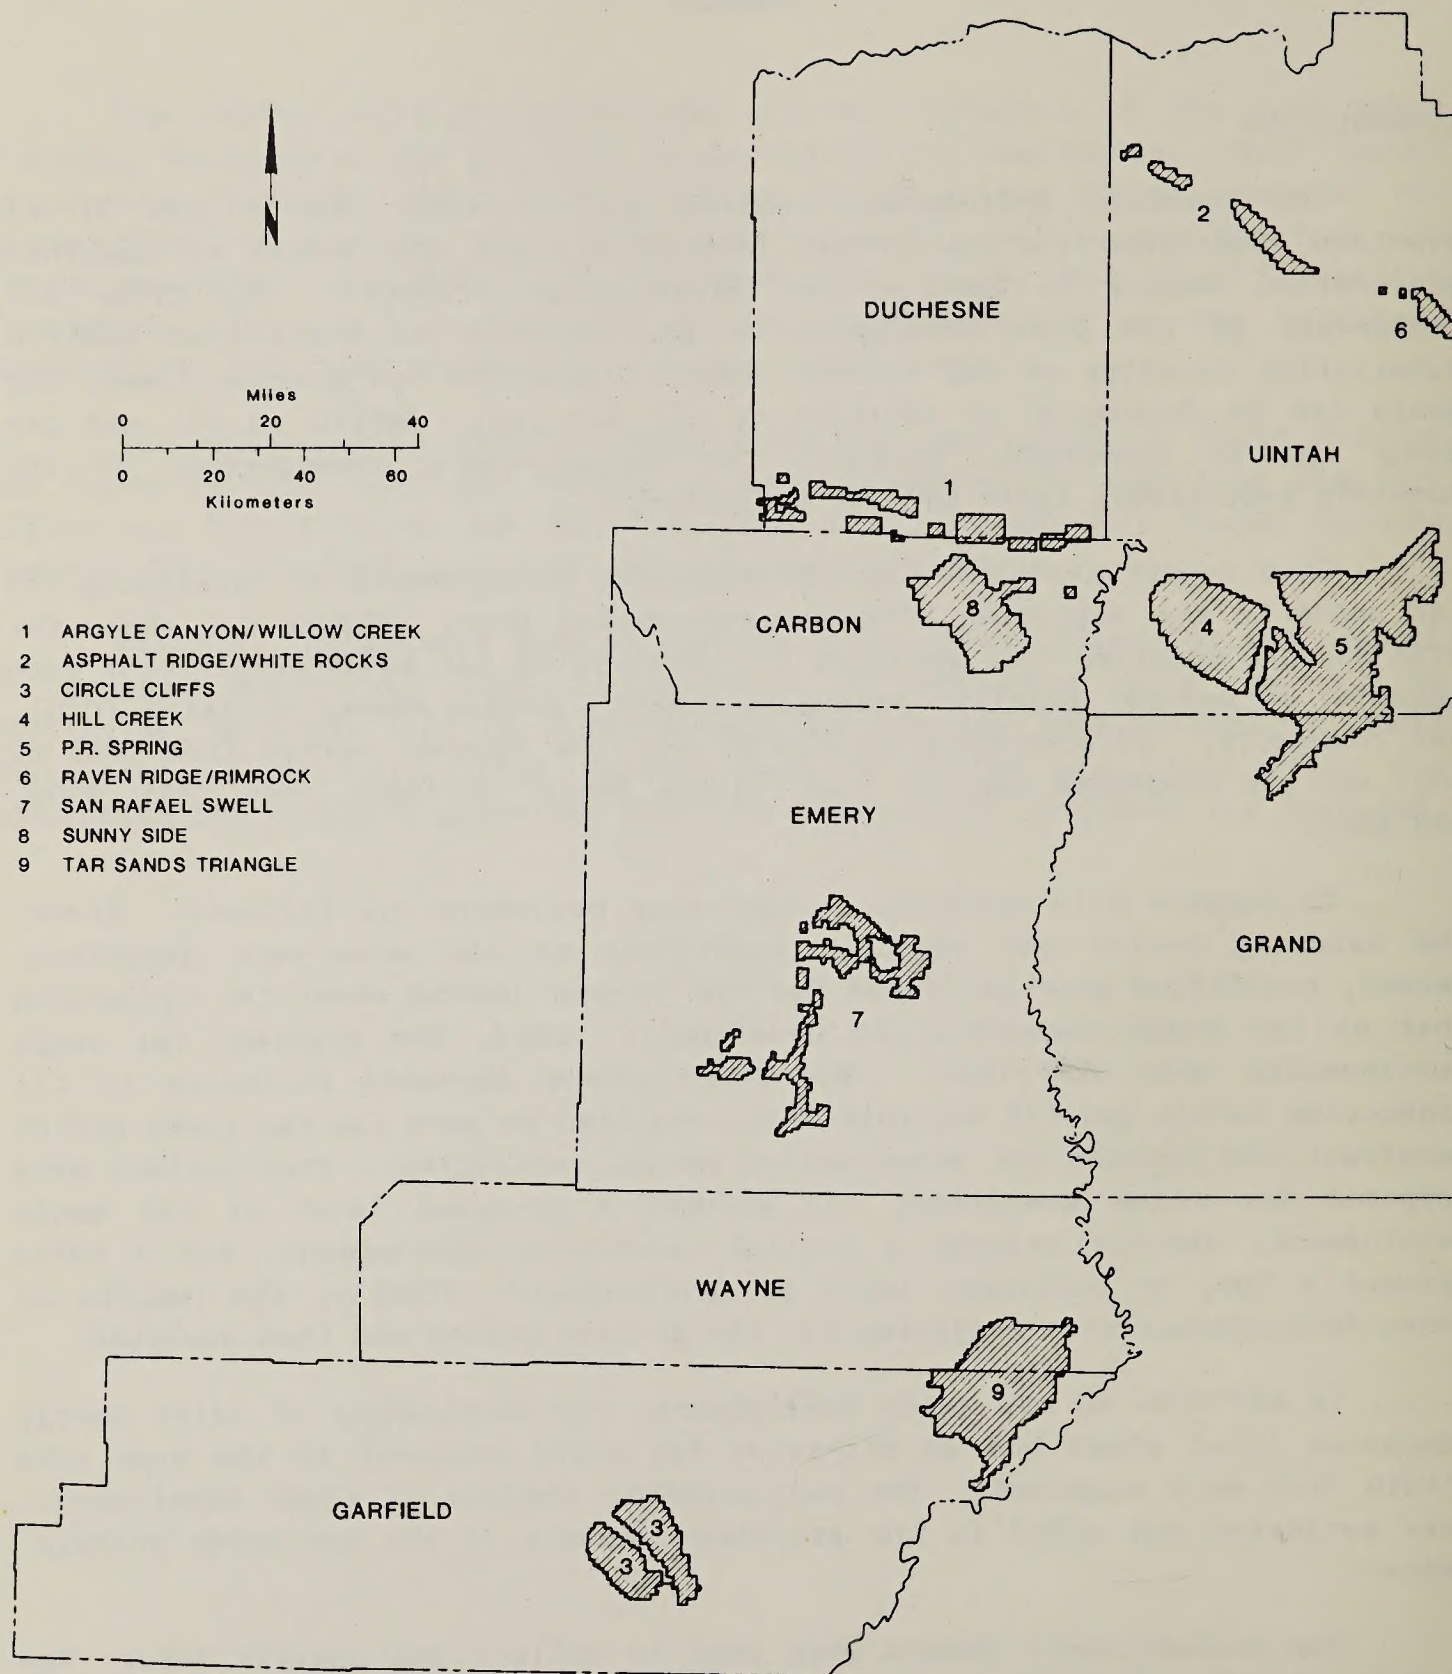 N
Miles
0 20 40
0 20 40 60
Kilometers
1 ARGYLE CANYON/WILLOW CREEK
2 ASPHALT RIDGE/WHITE ROCKS
3 CIRCLE CLIFFS
4 HILL CREEK
5 P.R. SPRING
6 RAVEN RIDGE/RIMROCK
7 SAN RAFAEL SWELL
8 SUNNY SIDE
9 TAR SANDS TRIANGLE
2
DUCHESNE
6
UINTAH
1
8
CARBON
4
5
EMERY
GRAND
7
WAYNE
9
GARFIELD
3
3